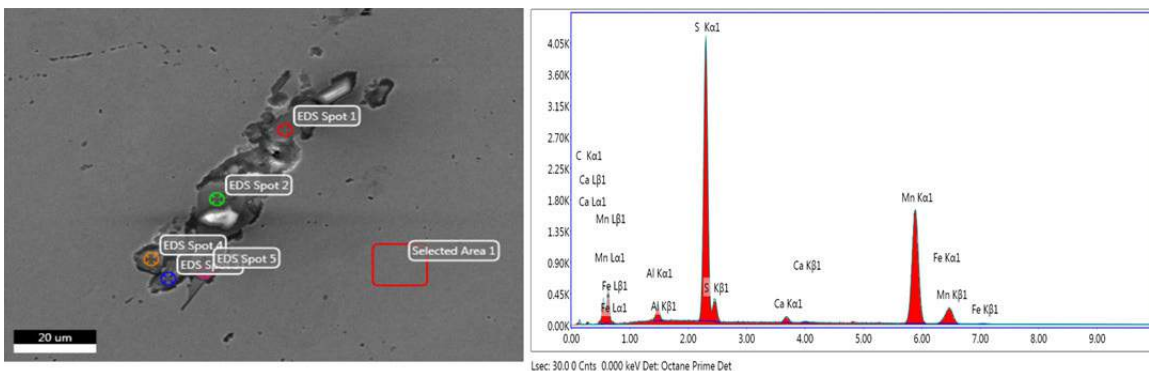 EDS Spot 1
EDS Spot 2
EDS Spot 4
EDS Spot 5
EDS Spot
Selected Area 1
20 um
4.05K
3.60K
3.15K
2.70K
2.25K
1.80K
1.35K
0.90K
0.45K
0.00K
S Kα1
C Kα1
Ca Lβ1
Ca Lα1
Mn Lβ1
Mn Lα1
Fe Lβ1
Fe Lα1
Al Kα1
Al Kβ1
S Kβ1
Ca Kα1
Ca Kβ1
Mn Kα1
Fe Kα1
Mn Kβ1
Fe Kβ1
0.00 1.00 2.00 3.00 4.00 5.00 6.00 7.00 8.00 9.00
Lsec: 30.0 0 Cnts 0.000 keV Det: Octane Prime Det